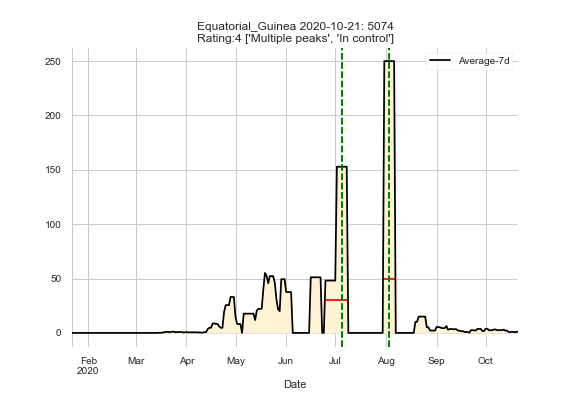 Equatorial_Guinea 2020-10-21: 5074
Rating:4 ['Multiple peaks', 'In control']
Average-7d
250
200
150
100
50
0
Feb Mar Apr May Jun Jul Aug Sep Oct
2020
Date